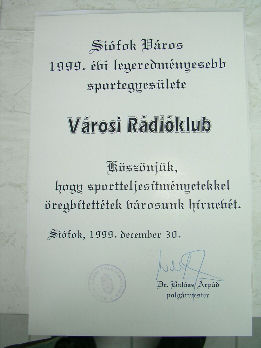 Siófok Város
1999. évi legeredményesebb
sportegyesülete
Városi Rádióklub
Köszönjük,
hogy sportteljesítményetekkel
öregbítettétek városunk hírnevét.
Siófok, 1999. december 30.
Dr. Balázs Árpád
polgármester